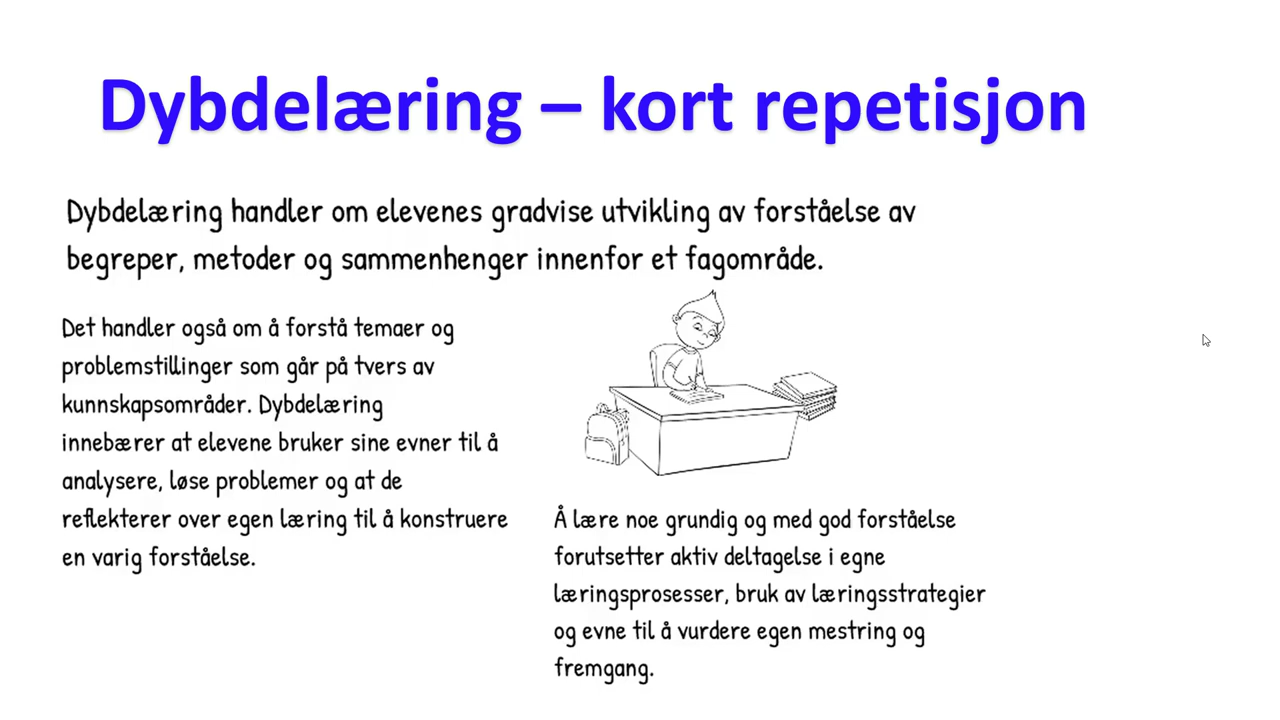 Dybdelæring – kort repetisjon
Dybdelæring handler om elevenes gradvise utvikling av forståelse av
begreper, metoder og sammenhenger innenfor et fagområde.
Det handler også om å forstå temaer og
problemstillinger som går på tvers av
kunnskapsområder. Dybdelæring
innebærer at elevene bruker sine evner til å
analysere, løse problemer og at de
reflekterer over egen læring til å konstruere
en varig forståelse.
Å lære noe grundig og med god forståelse
forutsetter aktiv deltagelse i egne
læringsprosesser, bruk av læringsstrategier
og evne til å vurdere egen mestring og
fremgang.